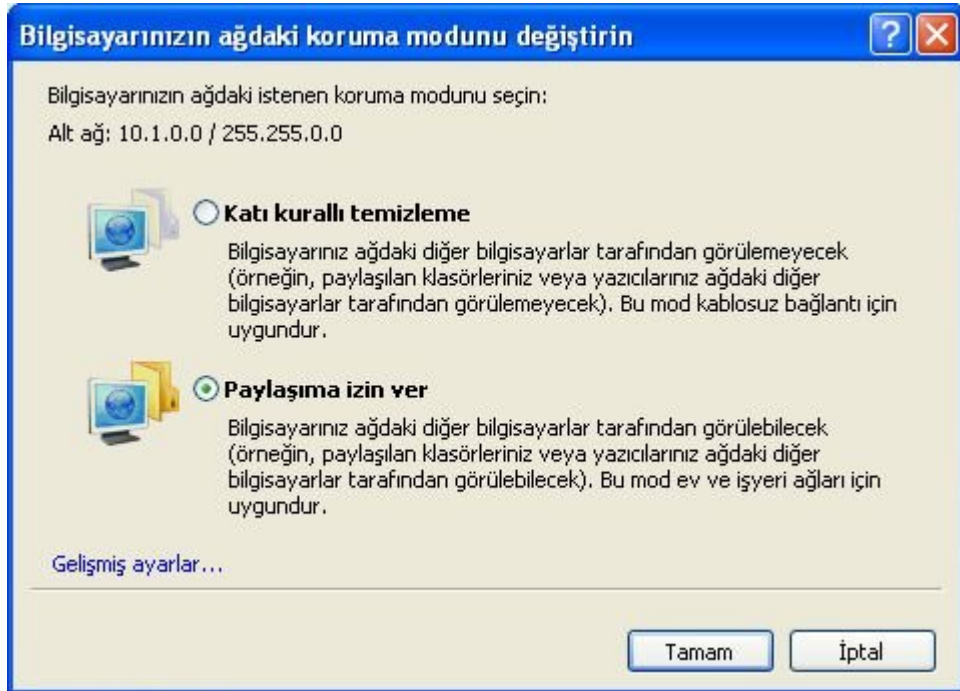 Bilgisayarınızın ağdaki koruma modunu değiştirin
Bilgisayarınızın ağdaki istenen koruma modunu seçin:
Alt ağ: 10.1.0.0 / 255.255.0.0
Katı kurallı temizleme
Bilgisayarınız ağdaki diğer bilgisayarlar tarafından görülemeyecek
(örneğin, paylaşılan klasörleriniz veya yazıcılarınız ağdaki diğer
bilgisayarlar tarafından görülemeyecek). Bu mod kablosuz bağlantı için
uygundur.
Paylaşıma izin ver
Bilgisayarınız ağdaki diğer bilgisayarlar tarafından görülebilecek
(örneğin, paylaşılan klasörleriniz veya yazıcılarınız ağdaki diğer
bilgisayarlar tarafından görülebilecek). Bu mod ev ve işyeri ağları için
uygundur.
Gelişmiş ayarlar...
Tamam
İptal